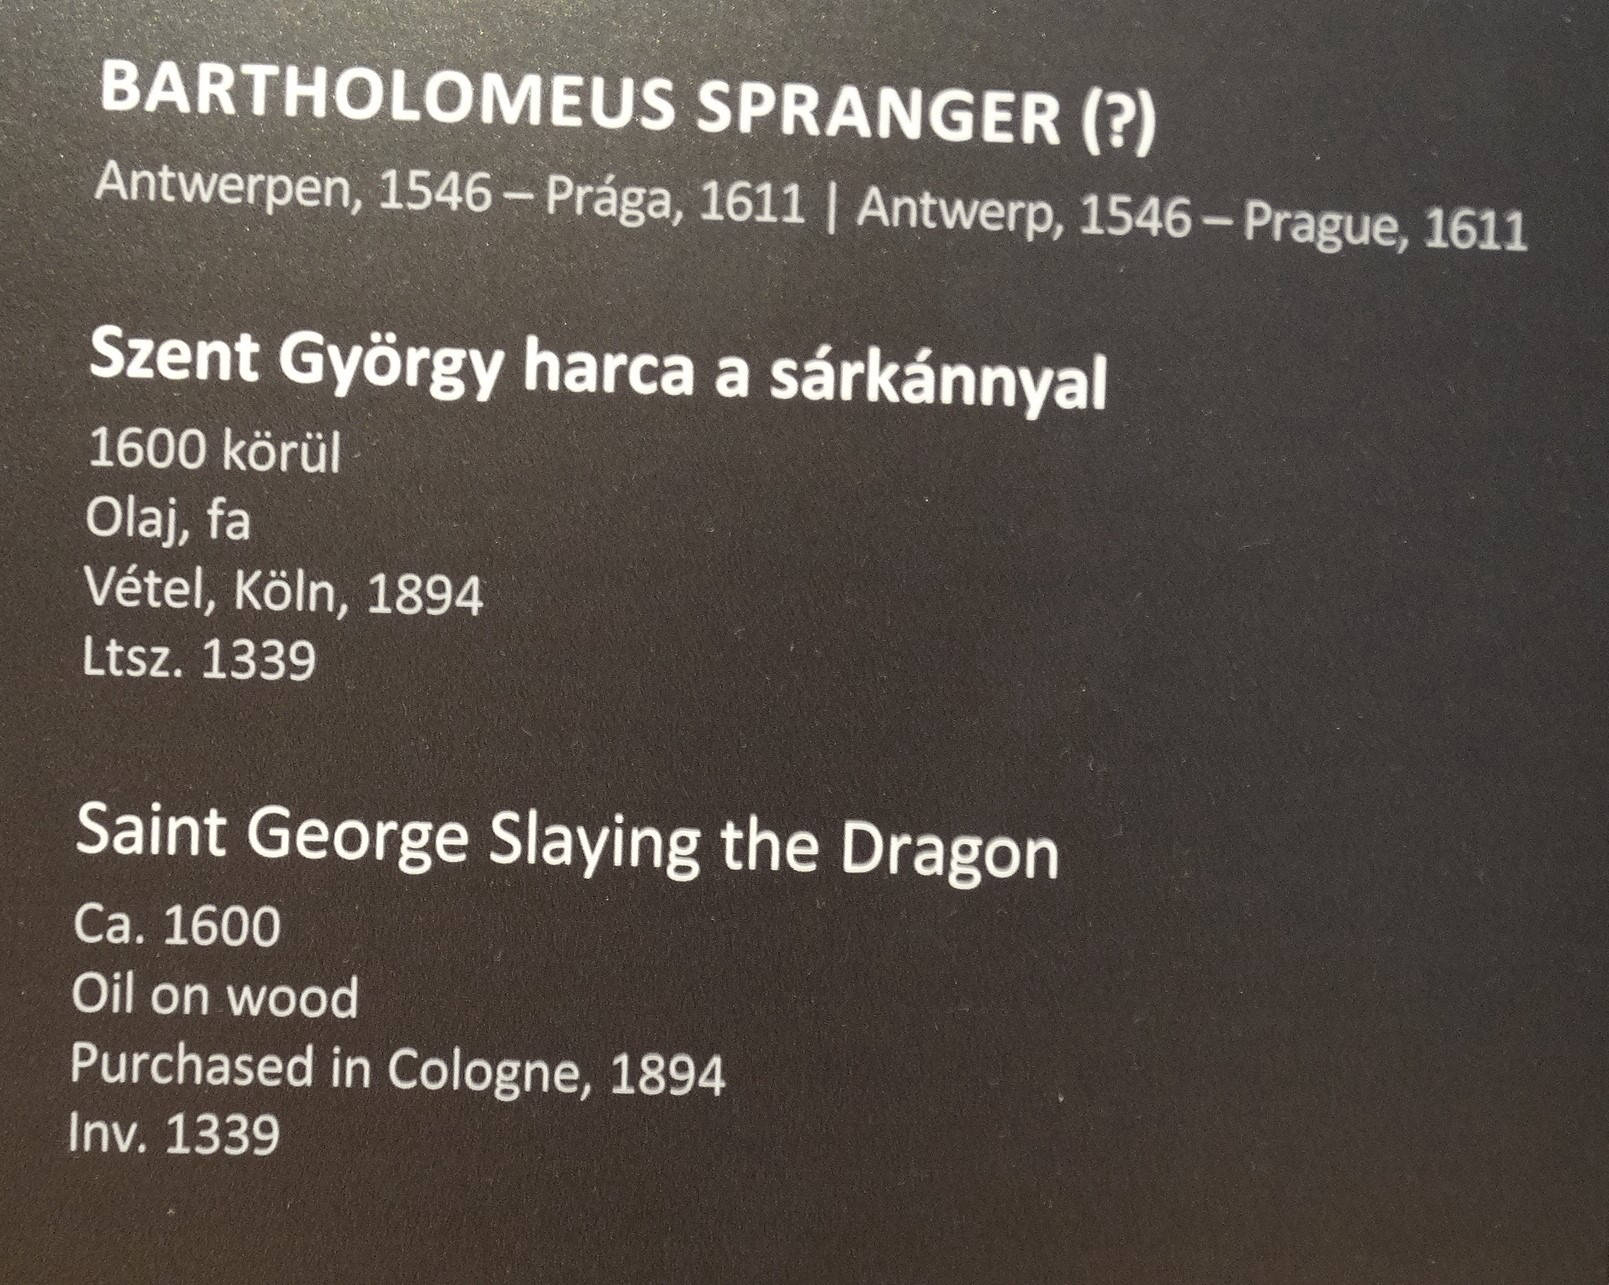 BARTHOLOMEUS SPRANGER (?)
Antwerpen, 1546 – Prága, 1611 | Antwerp, 1546 – Prague, 1611
Szent György harca a sárkánnyal
1600 körül
Olaj, fa
Vétel, Köln, 1894
Ltsz. 1339
Saint George Slaying the Dragon
Ca. 1600
Oil on wood
Purchased in Cologne, 1894
Inv. 1339